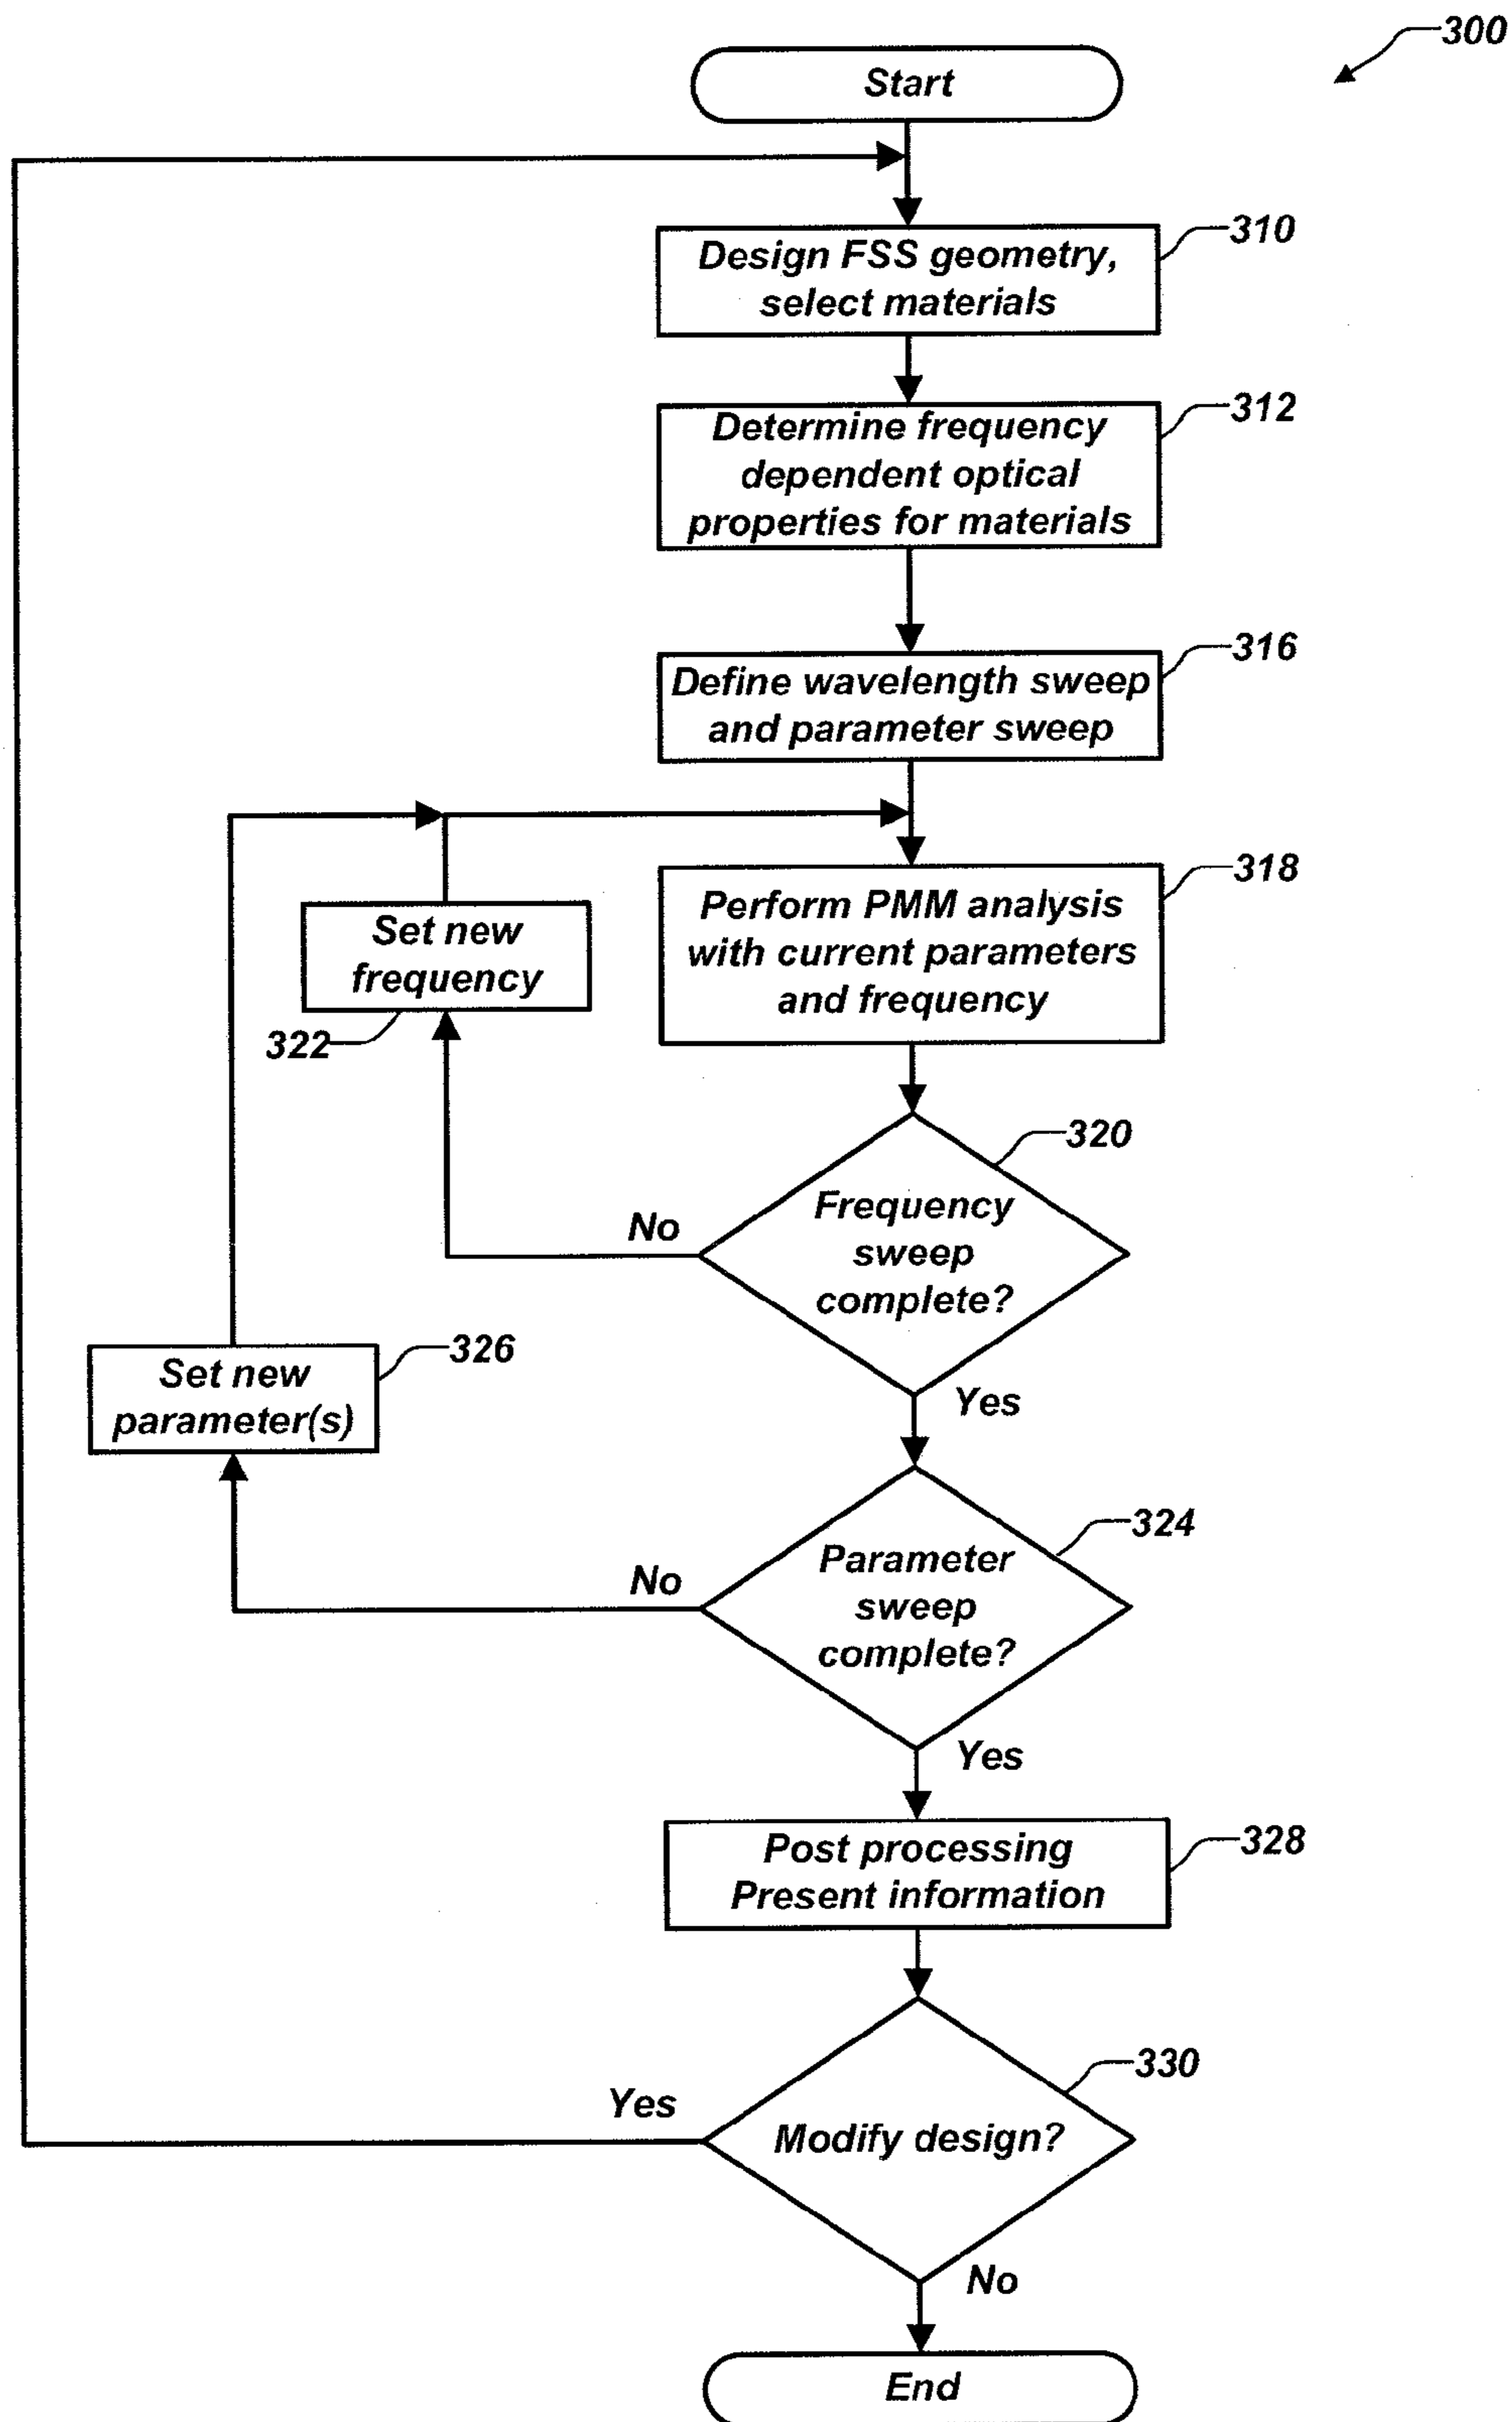 300
Start
310
Design FSS geometry,
select materials
312
Determine frequency
dependent optical
properties for materials
316
Define wavelength sweep
and parameter sweep
318
Perform PMM analysis
with current parameters
and frequency
Set new
frequency
322
320
Frequency
sweep
complete?
No
Yes
326
Set new
parameter(s)
324
Parameter
sweep
complete?
No
Yes
328
Post processing
Present information
330
Modify design?
Yes
No
End